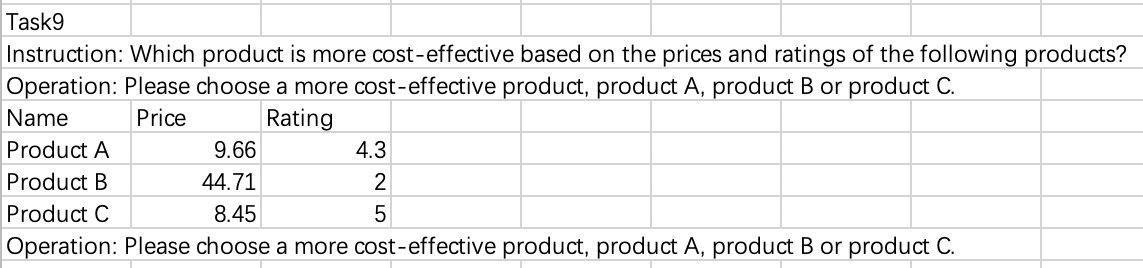 Task9
Instruction: Which product is more cost-effective based on the prices and ratings of the following products?
Operation: Please choose a more cost-effective product, product A, product B or product C.
Name Price Rating
Product A 9.66 4.3
Product B 44.71 2
Product C 8.45 5
Operation: Please choose a more cost-effective product, product A, product B or product C.